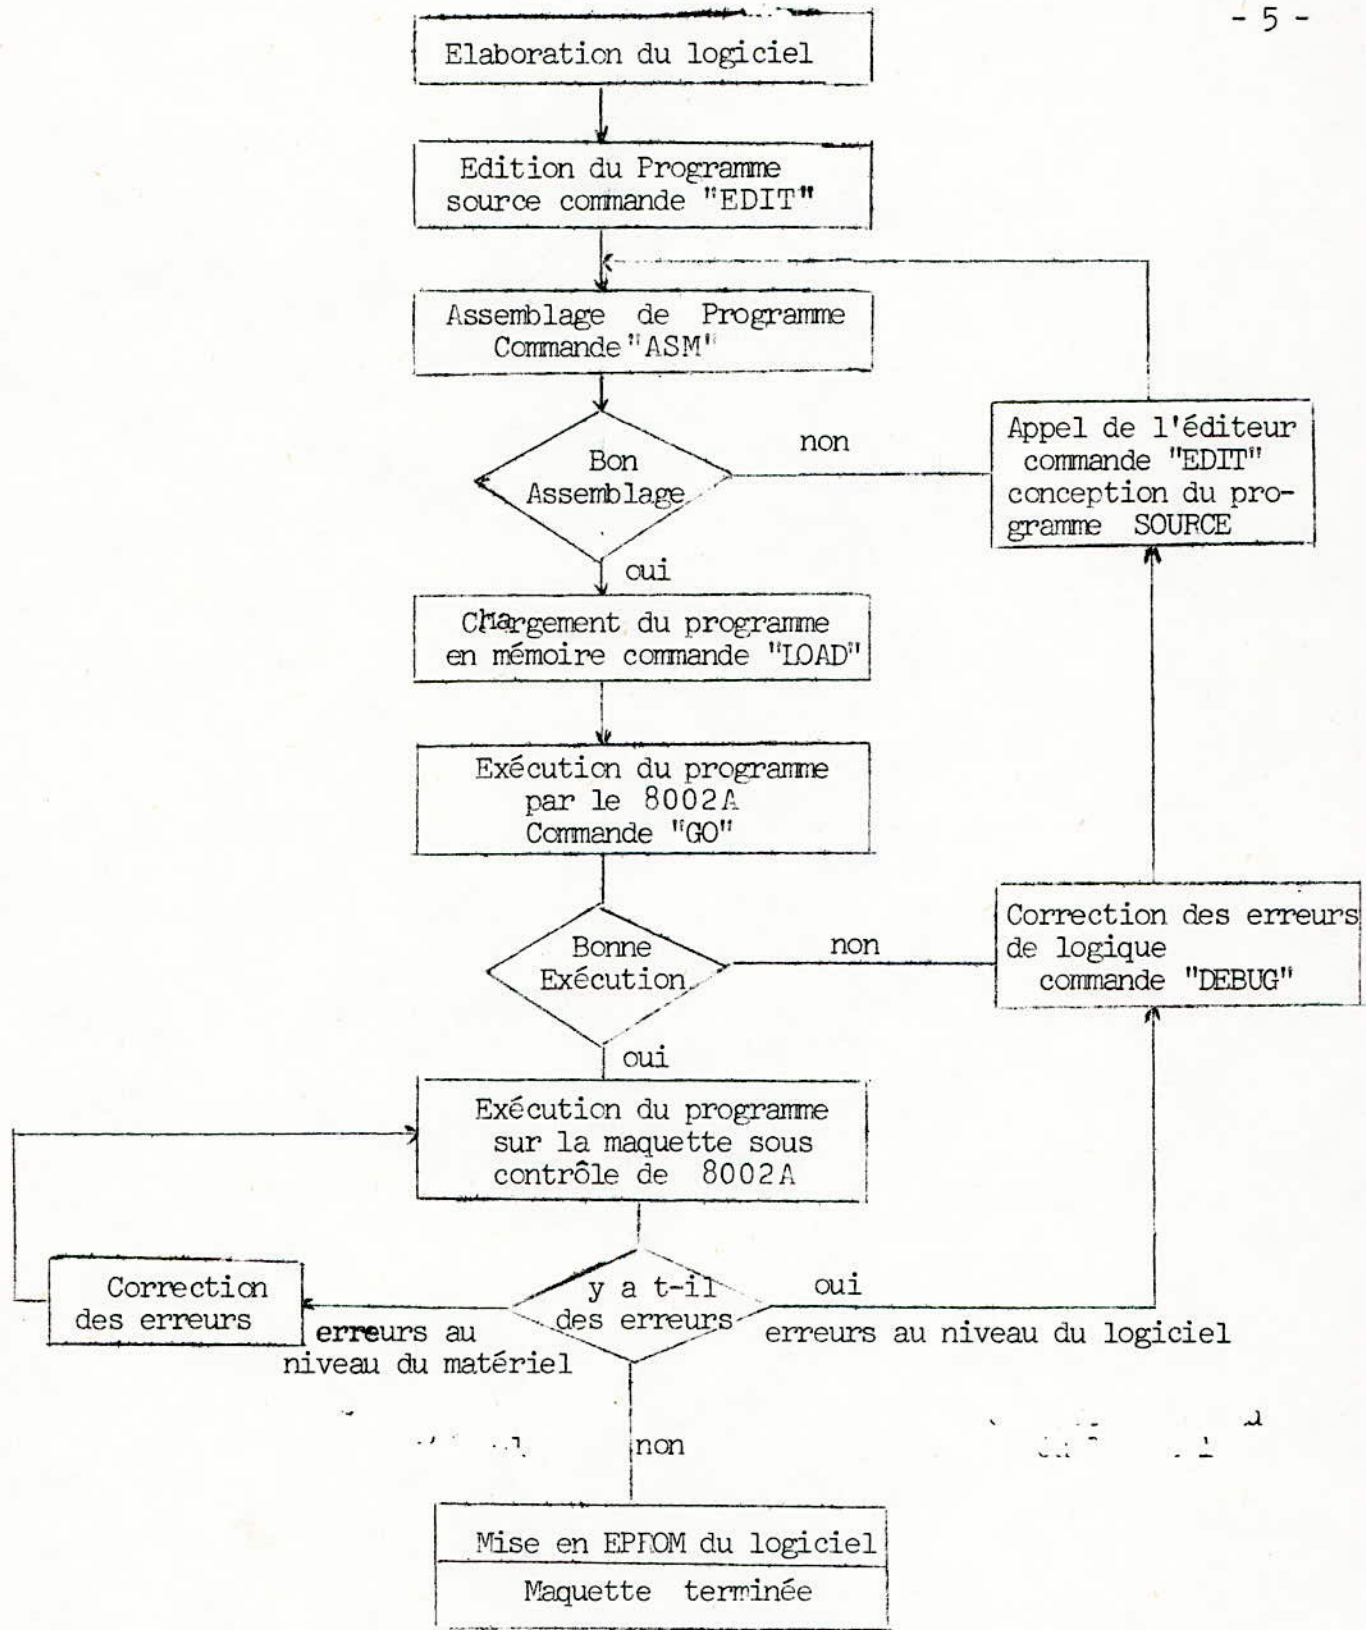 - 5 -
Elaboration du logiciel
Edition du Programme
source commande "EDIT"
Assemblage de Programme
Commande "ASM"
Bon
Assemblage
non
Appel de l'éditeur
commande "EDIT"
conception du pro-
gramme SOURCE
oui
Chargement du programme
en mémoire commande "LOAD"
Exécution du programme
par le 8002A
Commande "GO"
Bonne
Exécution
non
Correction des erreurs
de logique
commande "DEBUG"
oui
Exécution du programme
sur la maquette sous
contrôle de 8002A
Correction
des erreurs
y a t-il
des erreurs
oui
erreurs au
niveau du matériel
erreurs au niveau du logiciel
non
Mise en EPROM du logiciel
Maquette terminée